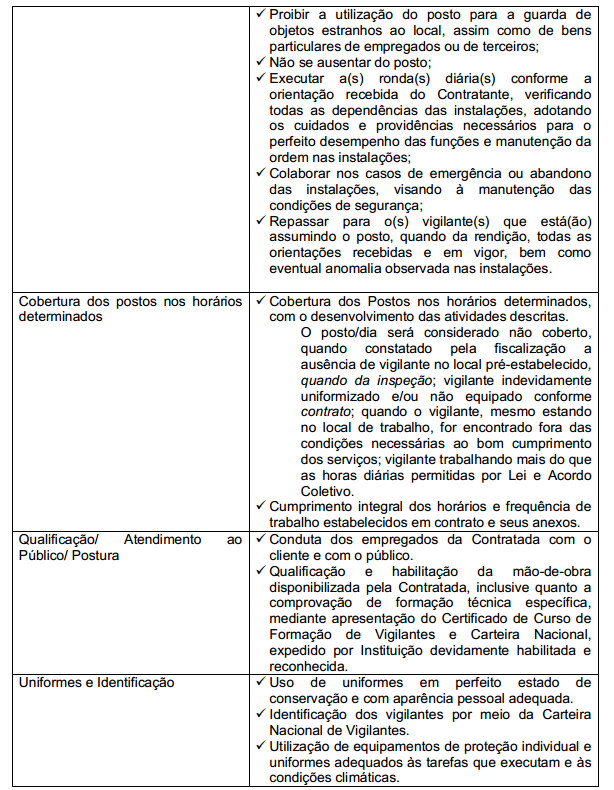 ✓ Proibir a utilização do posto para a guarda de
objetos estranhos ao local, assim como de bens
particulares de empregados ou de terceiros;
✓ Não se ausentar do posto;
✓ Executar a(s) ronda(s) diária(s) conforme a
orientação recebida do Contratante, verificando
todas as dependências das instalações, adotando
os cuidados e providências necessários para o
perfeito desempenho das funções e manutenção da
ordem nas instalações;
✓ Colaborar nos casos de emergência ou abandono
das instalações, visando à manutenção das
condições de segurança;
✓ Repassar para o(s) vigilante(s) que está(ão)
assumindo o posto, quando da rendição, todas as
orientações recebidas e em vigor, bem como
eventual anomalia observada nas instalações.
Cobertura dos postos nos horários
determinados
✓ Cobertura dos Postos nos horários determinados,
com o desenvolvimento das atividades descritas.
O posto/dia será considerado não coberto,
quando constatado pela fiscalização a
ausência de vigilante no local pré-estabelecido,
quando da inspeção; vigilante indevidamente
uniformizado e/ou não equipado conforme
contrato; quando o vigilante, mesmo estando
no local de trabalho, for encontrado fora das
condições necessárias ao bom cumprimento
dos serviços; vigilante trabalhando mais do que
as horas diárias permitidas por Lei e Acordo
Coletivo.
✓ Cumprimento integral dos horários e frequência de
trabalho estabelecidos em contrato e seus anexos.
Qualificação/ Atendimento ao
Público/ Postura
✓ Conduta dos empregados da Contratada com o
cliente e com o público.
✓ Qualificação e habilitação da mão-de-obra
disponibilizada pela Contratada, inclusive quanto a
comprovação de formação técnica específica,
mediante apresentação do Certificado de Curso de
Formação de Vigilantes e Carteira Nacional,
expedido por Instituição devidamente habilitada e
reconhecida.
Uniformes e Identificação
✓ Uso de uniformes em perfeito estado de
conservação e com aparência pessoal adequada.
✓ Identificação dos vigilantes por meio da Carteira
Nacional de Vigilantes.
✓ Utilização de equipamentos de proteção individual e
uniformes adequados às tarefas que executam e às
condições climáticas.